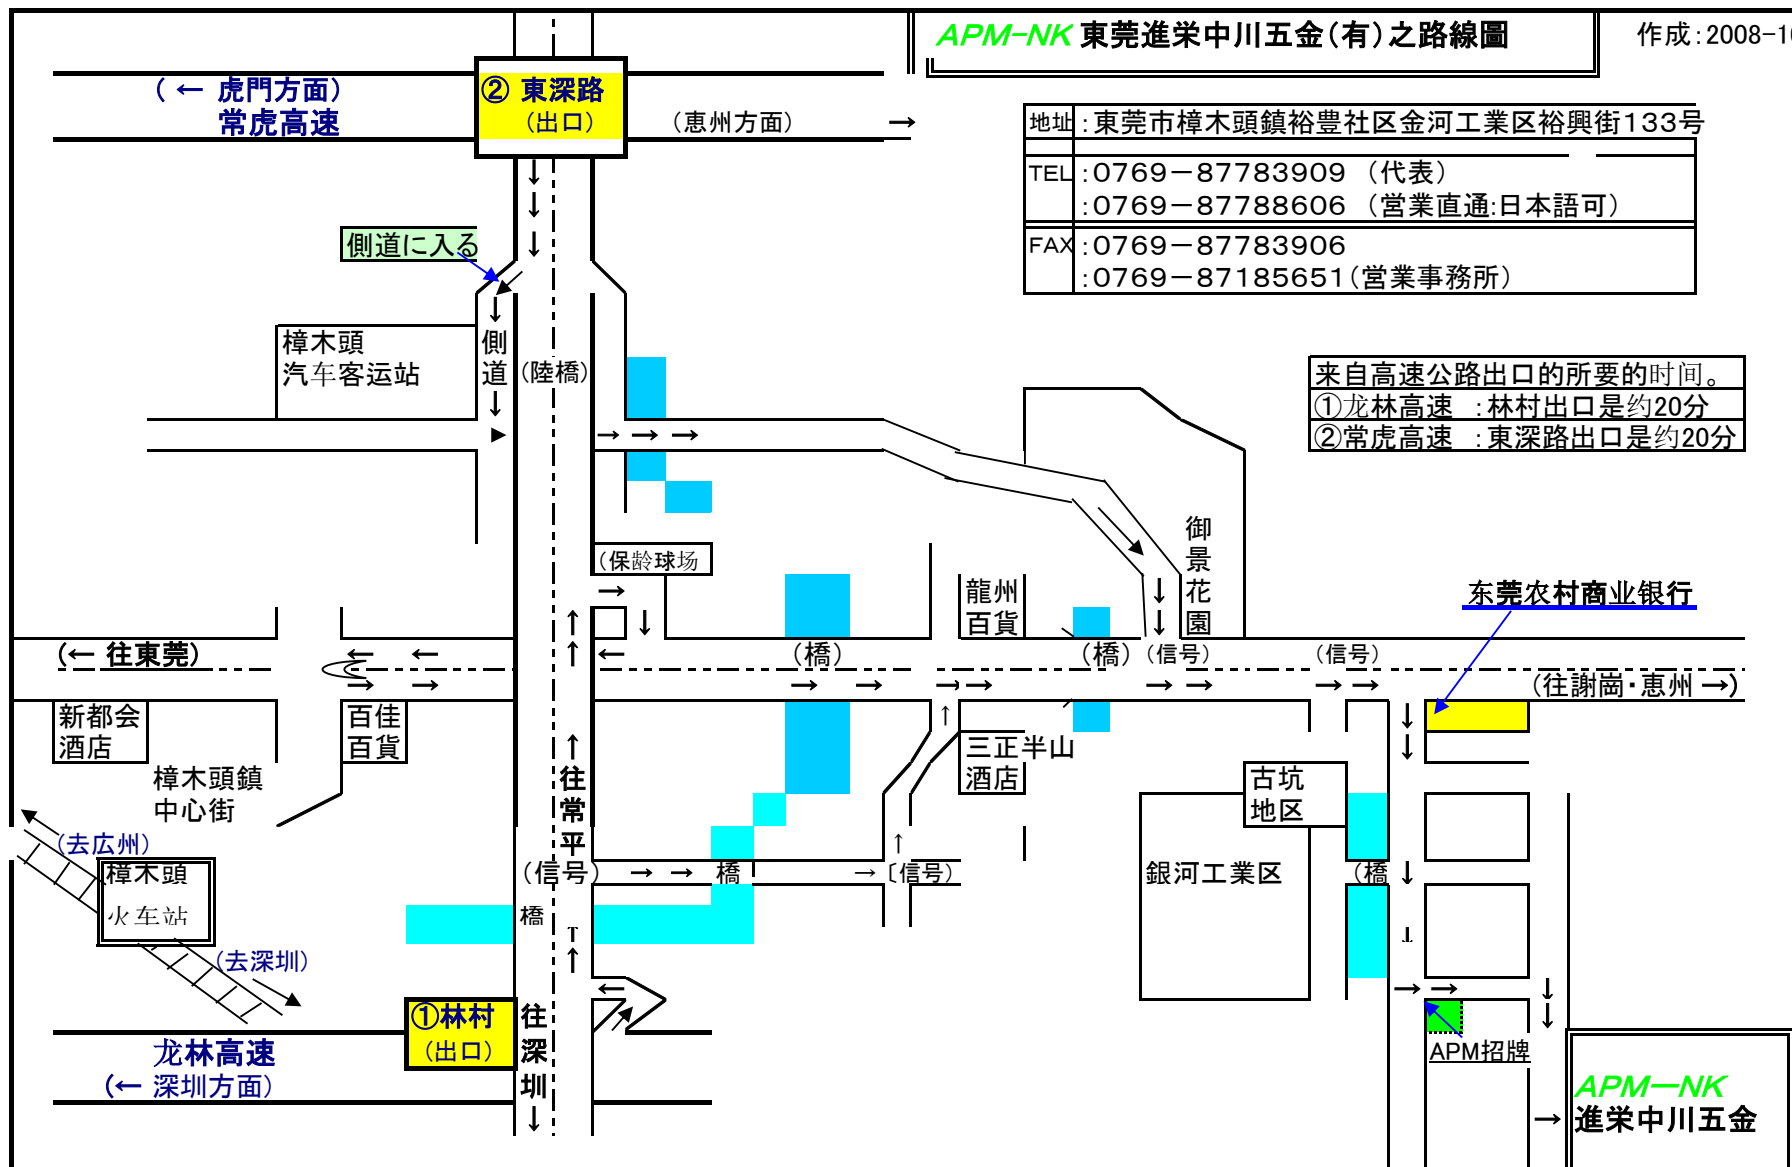 APM-NK 東莞進栄中川五金(有)之路線圖
作成:2008-10
(← 虎門方面)
常虎高速
② 東深路
(出口)
(恵州方面) →
地址:東莞市樟木頭鎮裕豊社区金河工業区裕興街133号
TEL:0769-87783909 (代表)
:0769-87788606 (営業直通:日本語可)
FAX:0769-87783906
:0769-87185651(営業事務所)
側道に入る
樟木頭
汽车客运站
側道
(陸橋)
来自高速公路出口的所要的时间。
①龙林高速 :林村出口是约20分
②常虎高速 :東深路出口是约20分
(保龄球场
龍州
百貨
御景花園
东莞农村商业银行
(← 往東莞)
(橋)
(橋)
(信号)
(信号)
(往謝崗・恵州 →)
新都会
酒店
百佳
百貨
三正半山
酒店
樟木頭鎮
中心街
↑往常平
古坑
地区
(去広州)
樟木頭
火车站
(信号)
橋
〔信号)
銀河工業区
(橋
橋
(去深圳)
①林村
(出口)
往深圳
龙林高速
(← 深圳方面)
APM招牌
APM—NK
進栄中川五金